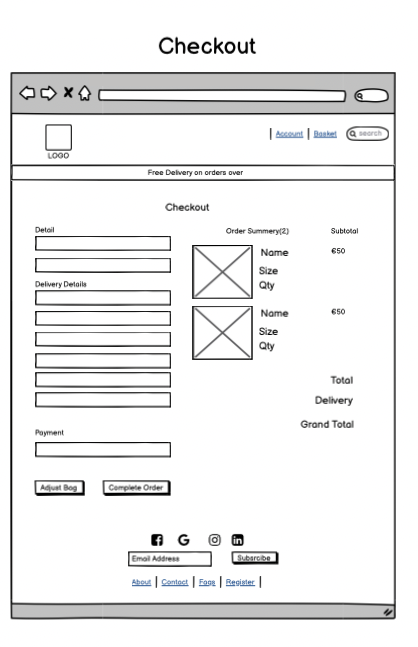 Checkout
Account | Basket
search
LOGO
Free Delivery on orders over
Checkout
Detail
Order Summery(2)
Subtotal
Name
€50
Size
Qty
Delivery Details
Name
€50
Size
Qty
Total
Delivery
Grand Total
Payment
Adjust Bag
Complete Order
Email Address
Subsrcibe
About | Contact | Faqs | Register |